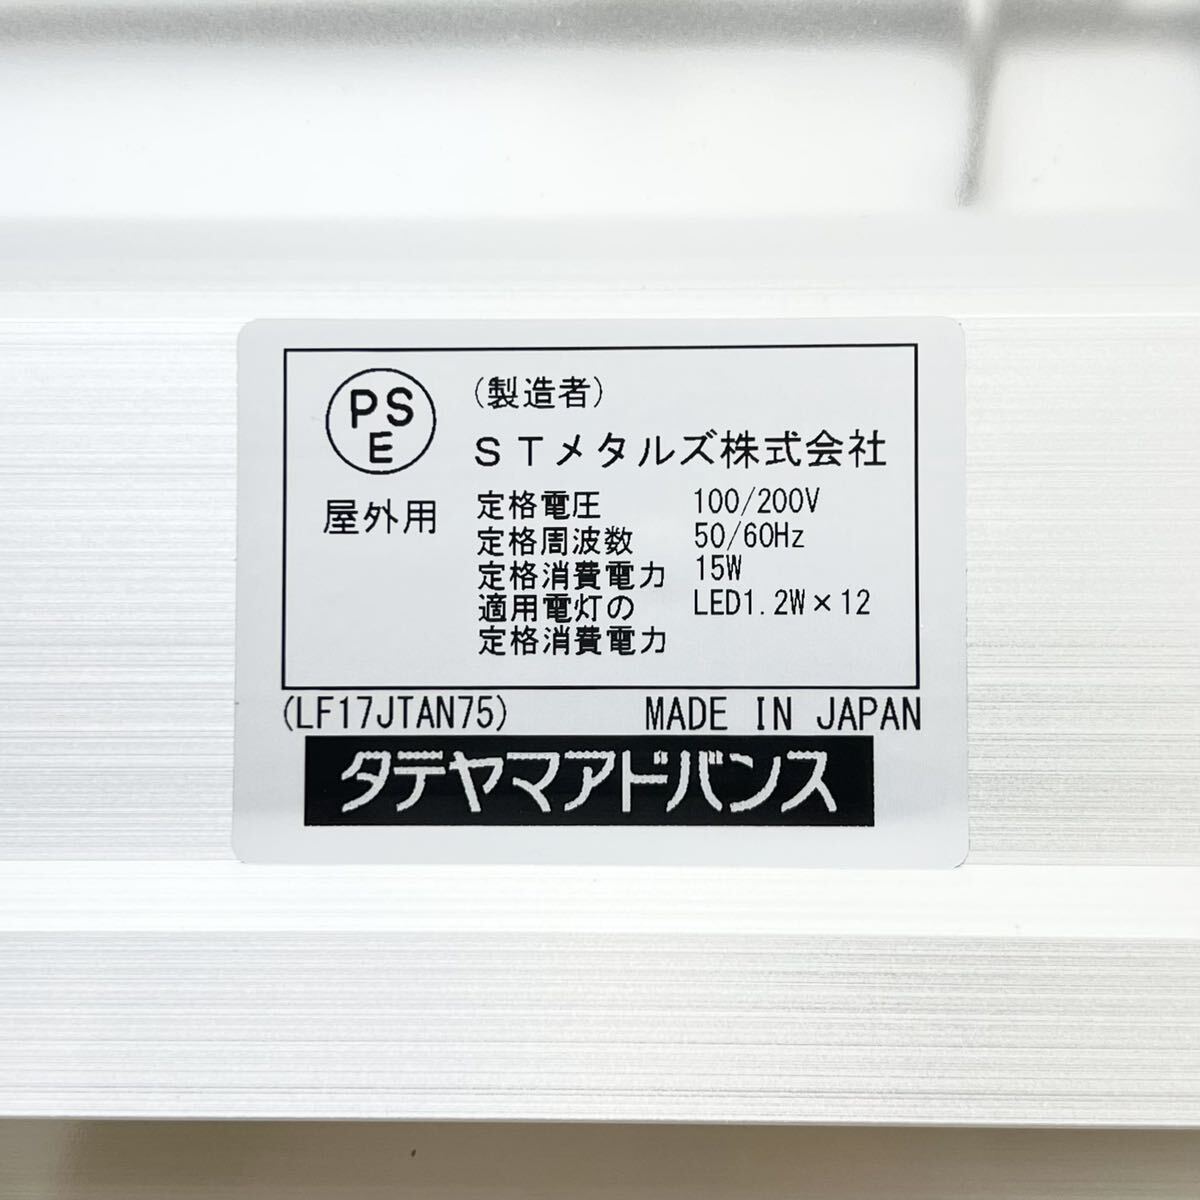 PS
E
屋外用
(製造者)
STメタルズ株式会社
定格電圧 100/200V
定格周波数 50/60Hz
定格消費電力 15W
適用電灯の LED1.2W×12
定格消費電力
(LF17JTAN75) MADE IN JAPAN
タテヤマアドバンス